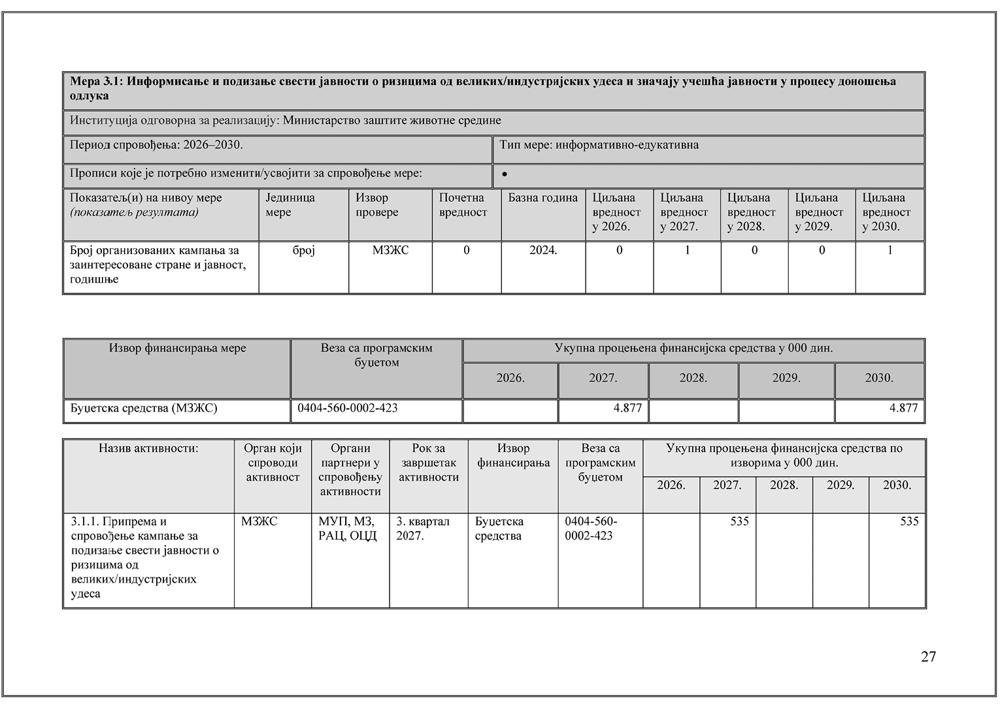 Мера 3.1: Информисање и подизање свести јавности о ризицима од великих/индустријских удеса и значају учешћа јавности у процесу доношења
одлука
Институција одговорна за реализацију: Министарство заштите животне средине
Период спровођења: 2026–2030.
Тип мере: информативно-едукативна
Прописи које је потребно изменити/усвојити за спровођење мере:
•
Показатељ(и) на нивоу мере
(показатељ резултата)
Јединица
мере
Извор
провере
Почетна
вредност
Базна година
Циљана
вредност
у 2026.
Циљана
вредност
у 2027.
Циљана
вредност
у 2028.
Циљана
вредност
у 2029.
Циљана
вредност
у 2030.
Број организованих кампања за
заинтересоване стране и јавност,
годишње
број
МЗЖС
0
2024.
0
1
0
0
1
Извор финансирања мере
Веза са програмским
буџетом
Укупна процењена финансијска средства у 000 дин.
2026.
2027.
2028.
2029.
2030.
Буџетска средства (МЗЖС)
0404-560-0002-423
4.877
4.877
Назив активности:
Орган који
спроводи
активност
Органи
партнери у
спровођењу
активности
Рок за
завршетак
активности
Извор
финансирања
Веза са
програмским
буџетом
Укупна процењена финансијска средства по
изворима у 000 дин.
2026.
2027.
2028.
2029.
2030.
3.1.1. Припрема и
спровођење кампање за
подизање свести јавности о
ризицима од
великих/индустријских
удеса
МЗЖС
МУП, МЗ,
РАЦ, ОЦД
3. квартал
2027.
Буџетска
средства
0404-560-
0002-423
535
535
27